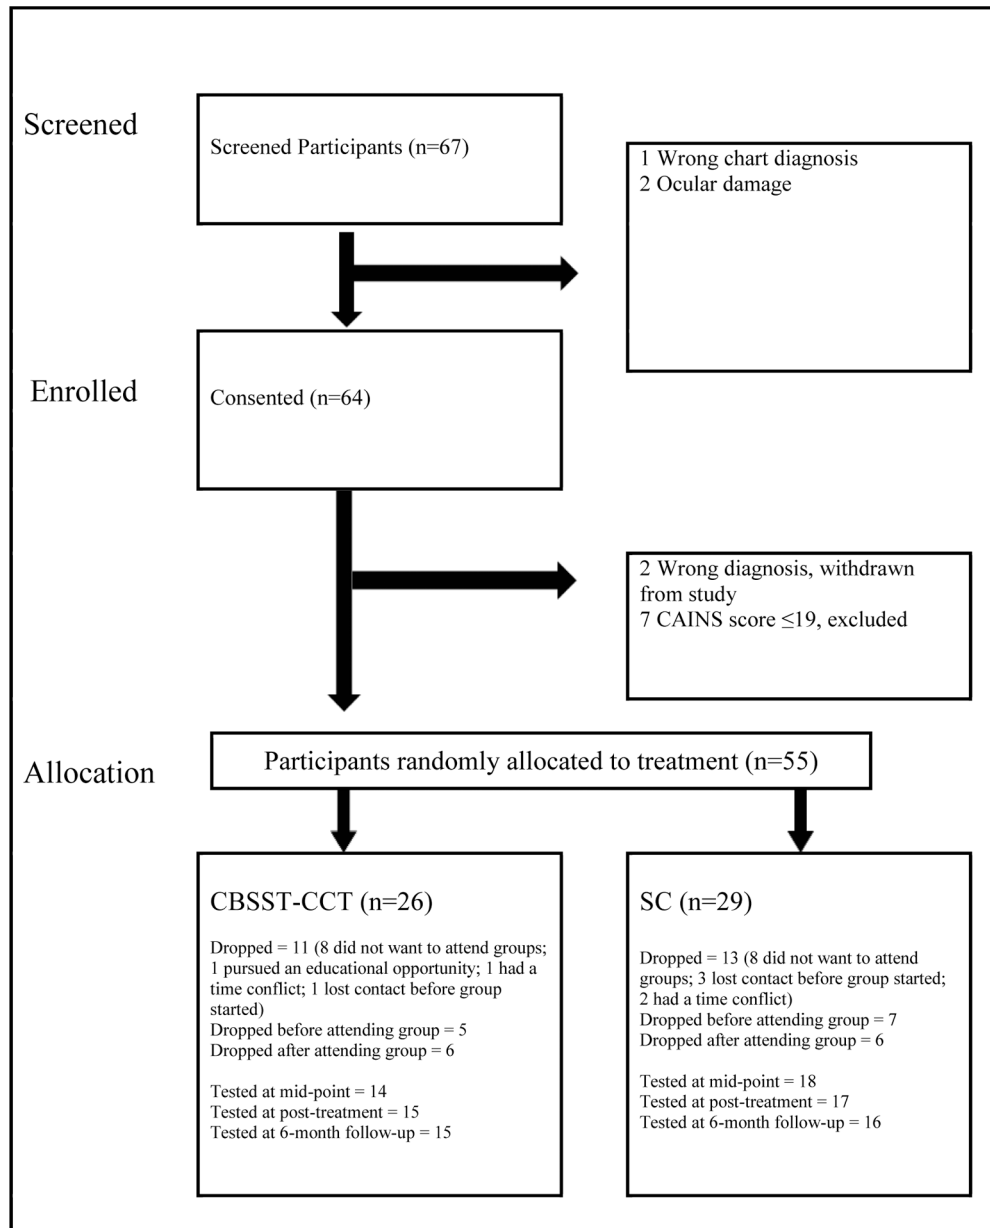 Screened
Screened Participants (n=67)
1 Wrong chart diagnosis
2 Ocular damage
Enrolled
Consented (n=64)
2 Wrong diagnosis, withdrawn
from study
7 CAINS score ≤19, excluded
Allocation
Participants randomly allocated to treatment (n=55)
CBSST-CCT (n=26)
Dropped = 11 (8 did not want to attend groups;
1 pursued an educational opportunity; 1 had a
time conflict; 1 lost contact before group
started)
Dropped before attending group = 5
Dropped after attending group = 6
Tested at mid-point = 14
Tested at post-treatment = 15
Tested at 6-month follow-up = 15
SC (n=29)
Dropped = 13 (8 did not want to attend
groups; 3 lost contact before group started;
2 had a time conflict)
Dropped before attending group = 7
Dropped after attending group = 6
Tested at mid-point = 18
Tested at post-treatment = 17
Tested at 6-month follow-up = 16